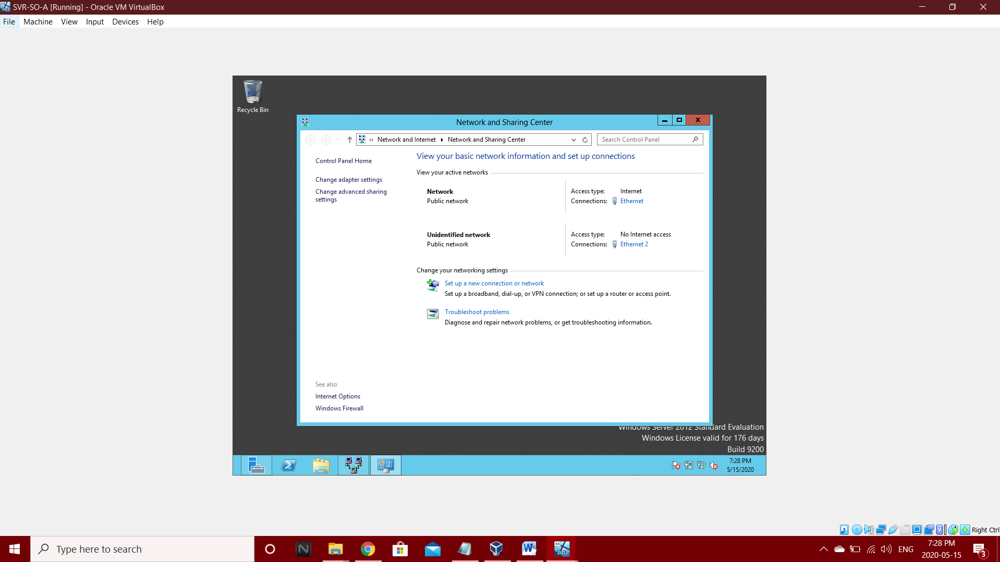 SVR-SO-A [Running] - Oracle VM VirtualBox
File Machine View Input Devices Help
Recycle Bin
Network and Sharing Center
« Network and Internet Network and Sharing Center
Search Control Panel
Control Panel Home
Change adapter settings
Change advanced sharing
settings
View your basic network information and set up connections
View your active networks
Network
Public network
Access type: Internet
Connections: Ethernet
Unidentified network
Public network
Access type: No Internet access
Connections: Ethernet 2
Change your networking settings
Set up a new connection or network
Set up a broadband, dial-up, or VPN connection; or set up a router or access point.
Troubleshoot problems
Diagnose and repair network problems, or get troubleshooting information.
See also
Internet Options
Windows Firewall
Windows Server 2012 Standard Evaluation
Windows License valid for 176 days
Build 9200
7:28 PM
5/15/2020
Right Ctrl
Type here to search
64
2012
ENG
7:28 PM
2020-05-15
3